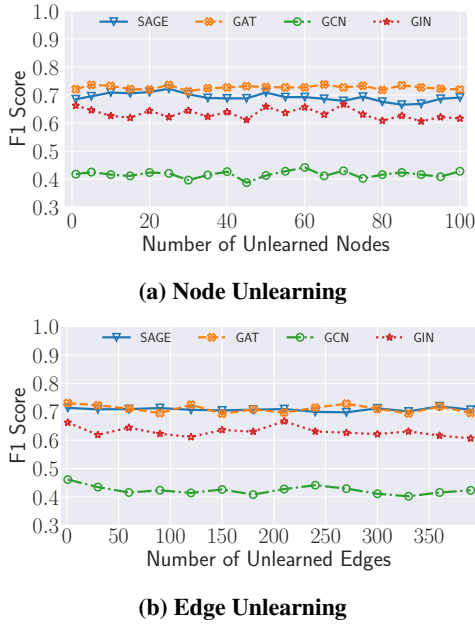 SAGE GAT GCN GIN
1.0
0.9
0.8
0.7
0.6
0.5
0.4
0.3
F1 Score
0 20 40 60 80 100
Number of Unlearned Nodes
(a) Node Unlearning
SAGE GAT GCN GIN
1.0
0.9
0.8
0.7
0.6
0.5
0.4
0.3
F1 Score
0 50 100 150 200 250 300 350
Number of Unlearned Edges
(b) Edge Unlearning